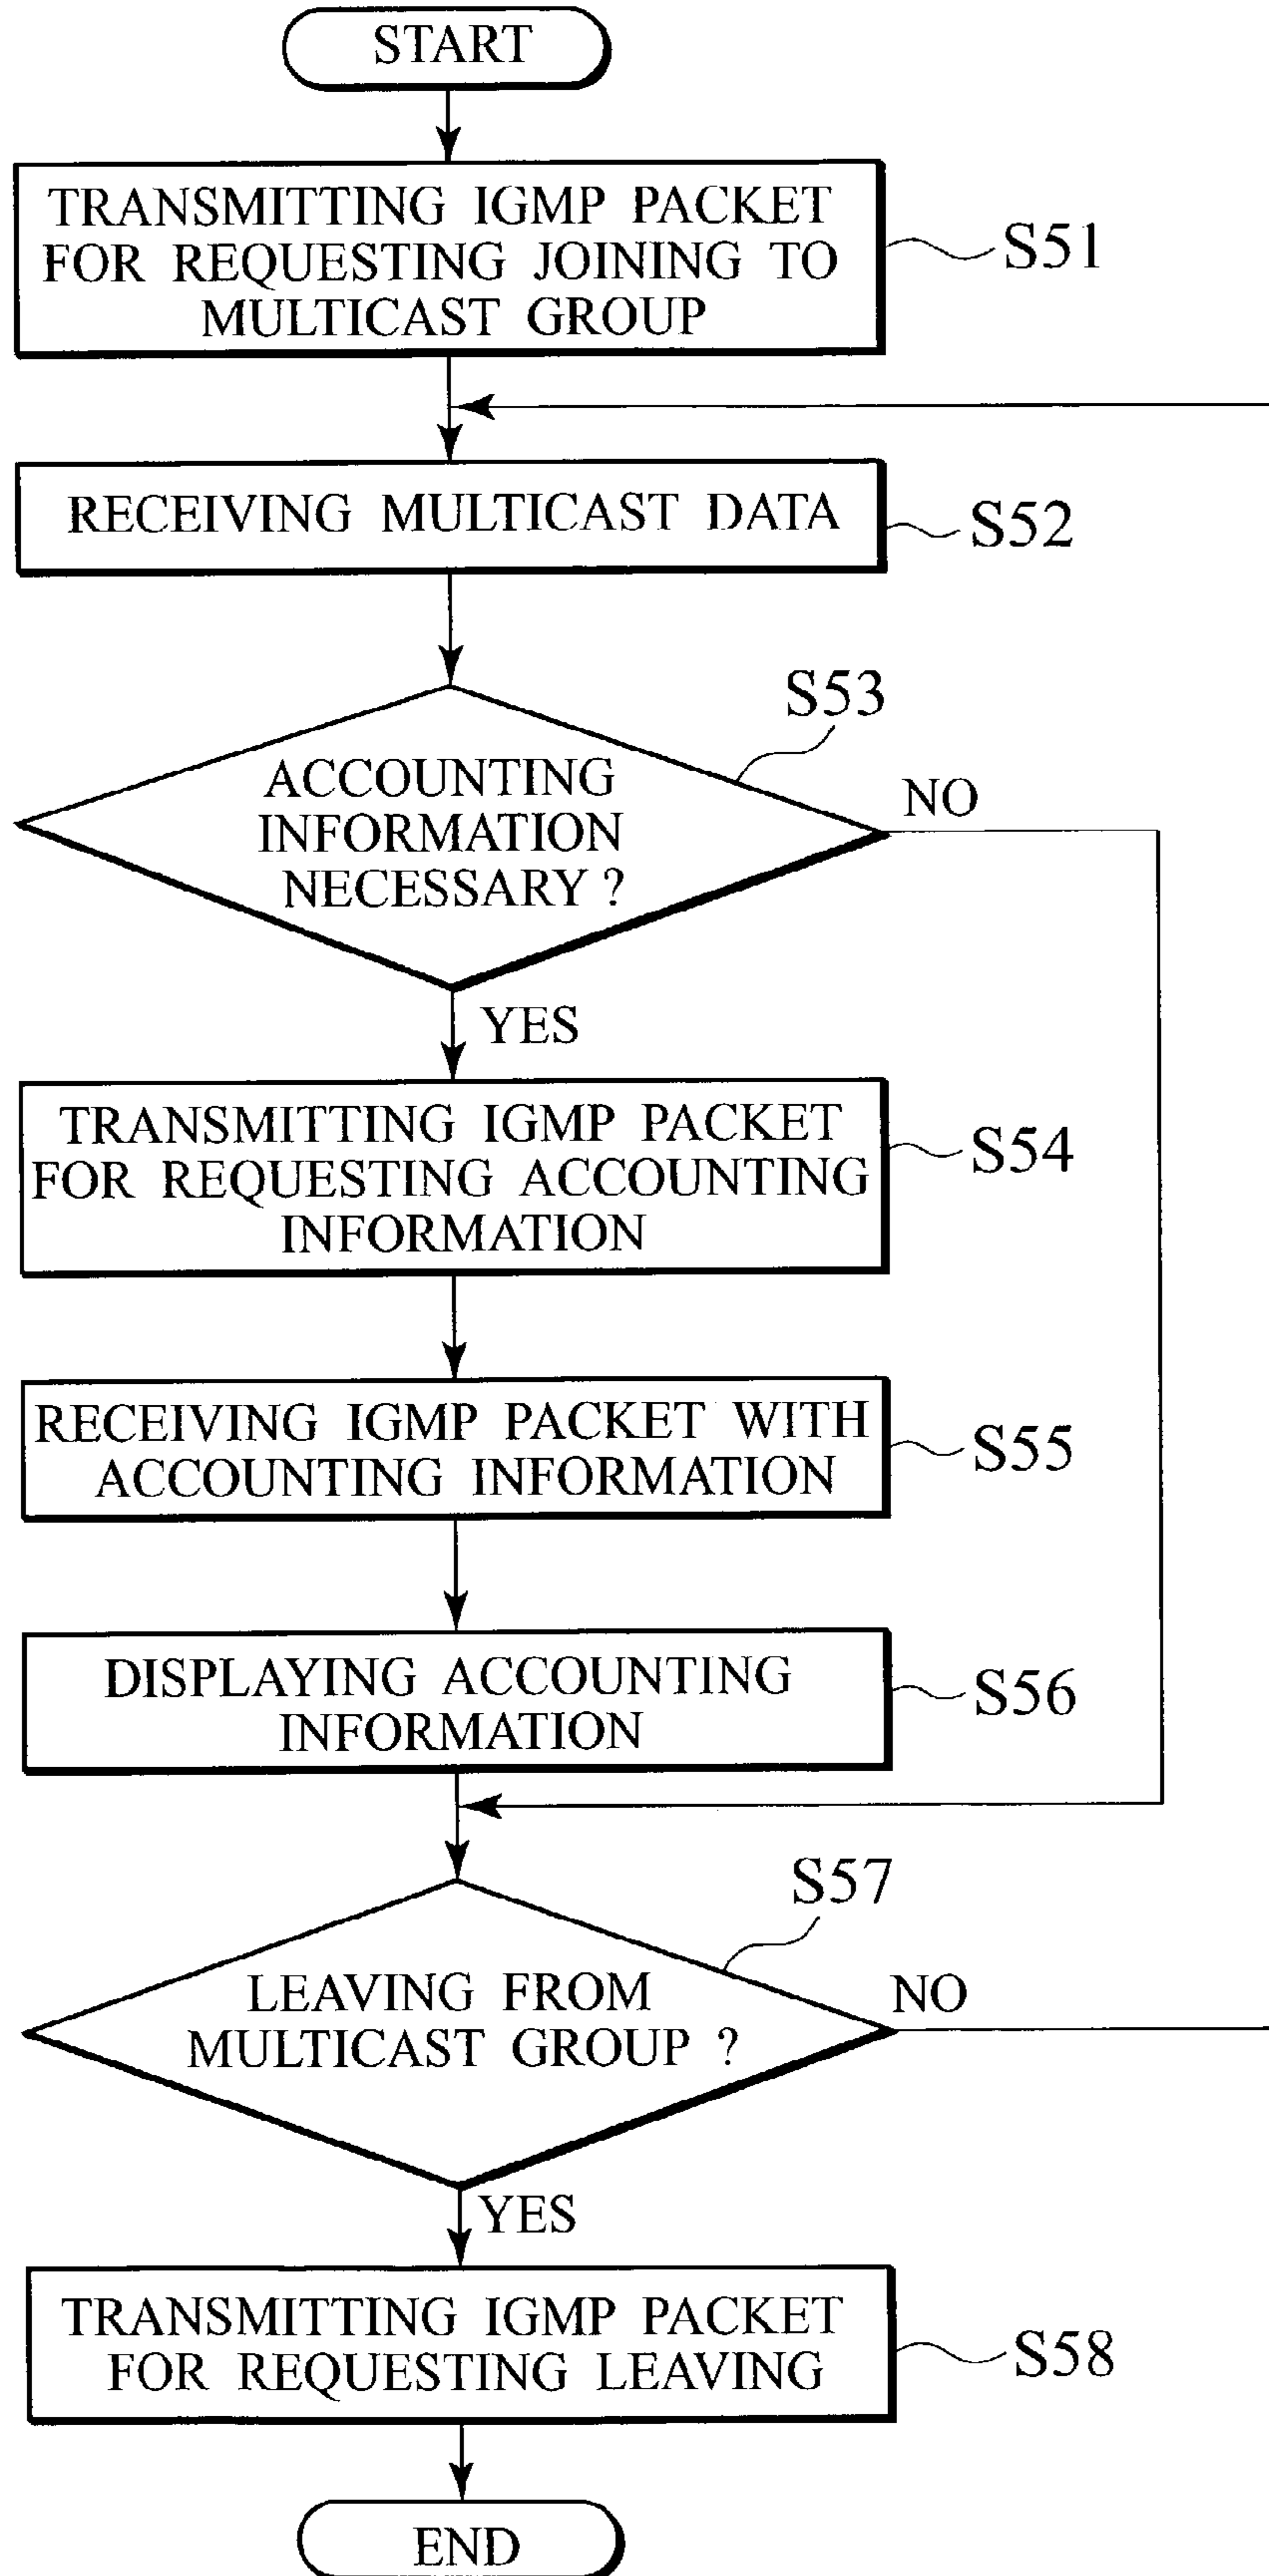 START
TRANSMITTING IGMP PACKET
FOR REQUESTING JOINING TO
MULTICAST GROUP
S51
RECEIVING MULTICAST DATA
S52
S53
ACCOUNTING
INFORMATION
NECESSARY ?
NO
YES
TRANSMITTING IGMP PACKET
FOR REQUESTING ACCOUNTING
INFORMATION
S54
RECEIVING IGMP PACKET WITH
ACCOUNTING INFORMATION
S55
DISPLAYING ACCOUNTING
INFORMATION
S56
S57
LEAVING FROM
MULTICAST GROUP ?
NO
YES
TRANSMITTING IGMP PACKET
FOR REQUESTING LEAVING
S58
END